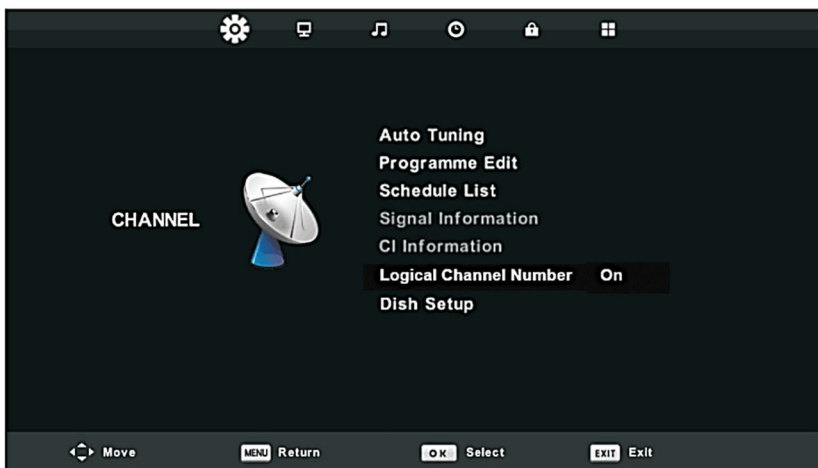 CHANNEL
Auto Tuning
Programme Edit
Schedule List
Signal Information
CI Information
Logical Channel Number On
Dish Setup
Move MENU Return OK Select EXIT Exit